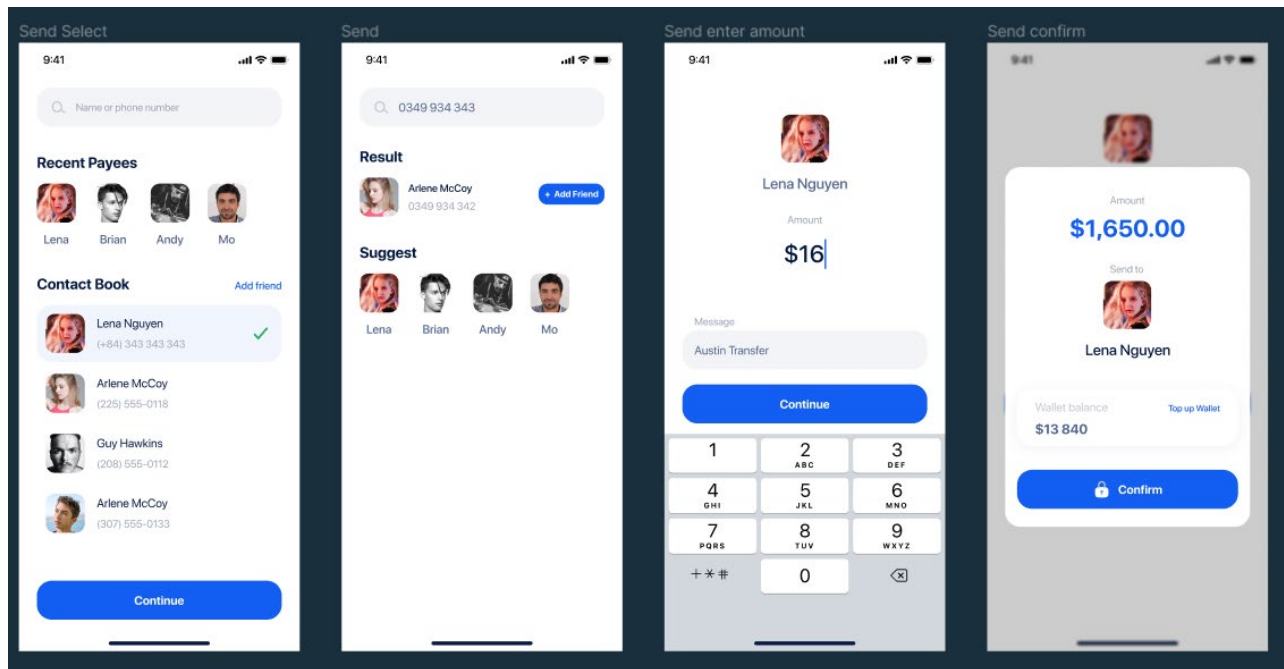 Send Select
9:41
Name or phone number
Recent Payees
Lena Brian Andy Mo
Contact Book Add friend
Lena Nguyen
(+84) 343 343 343
Arlene McCoy
(225) 555-0118
Guy Hawkins
(208) 555-0112
Arlene McCoy
(307) 555-0133
Continue
Send
9:41
0349 934 343
Result
Arlene McCoy
0349 934 342
+ Add Friend
Suggest
Lena Brian Andy Mo
Send enter amount
9:41
Lena Nguyen
Amount
$16
Message
Austin Transfer
Continue
1 2 3
ABC DEF
4 5 6
GHI JKL MNO
7 8 9
PQRS TUV WXYZ
+*# 0
Send confirm
9:41
Amount
$1,650.00
Send to
Lena Nguyen
Wallet balance Top up Wallet
$13 840
Confirm